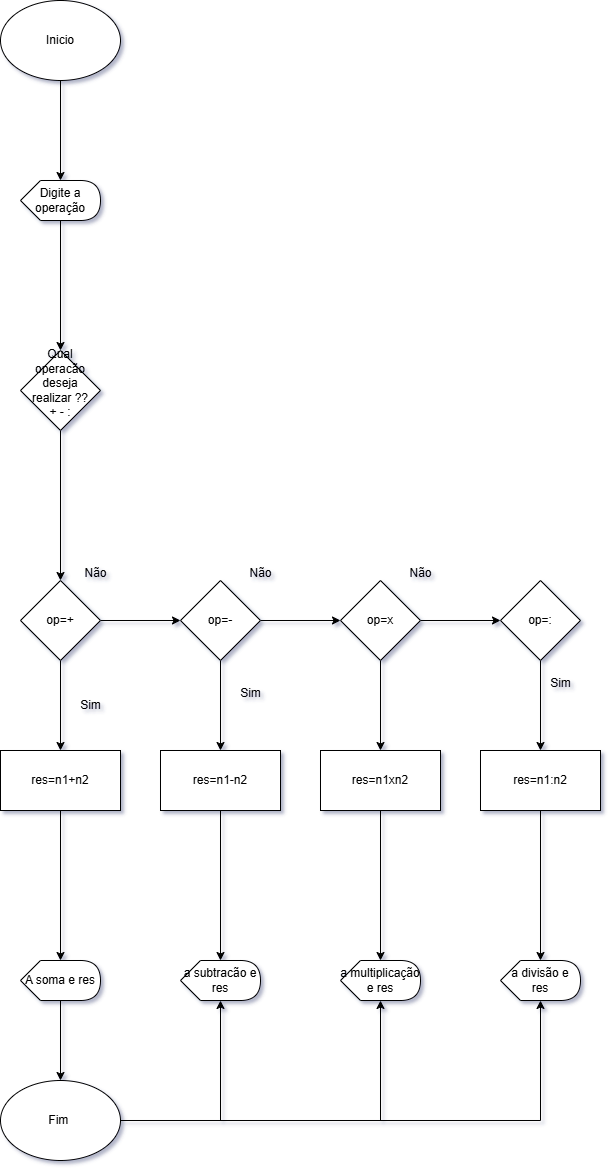 Inicio
Digite a
operação
Qual
operacão
deseja
realizar ??
+ - :
Não
Não
Não
op=+
op=-
op=x
op=:
Sim
Sim
Sim
res=n1+n2
res=n1-n2
res=n1xn2
res=n1:n2
A soma e res
a subtracão e
res
a multiplicação
e res
a divisão e
res
Fim